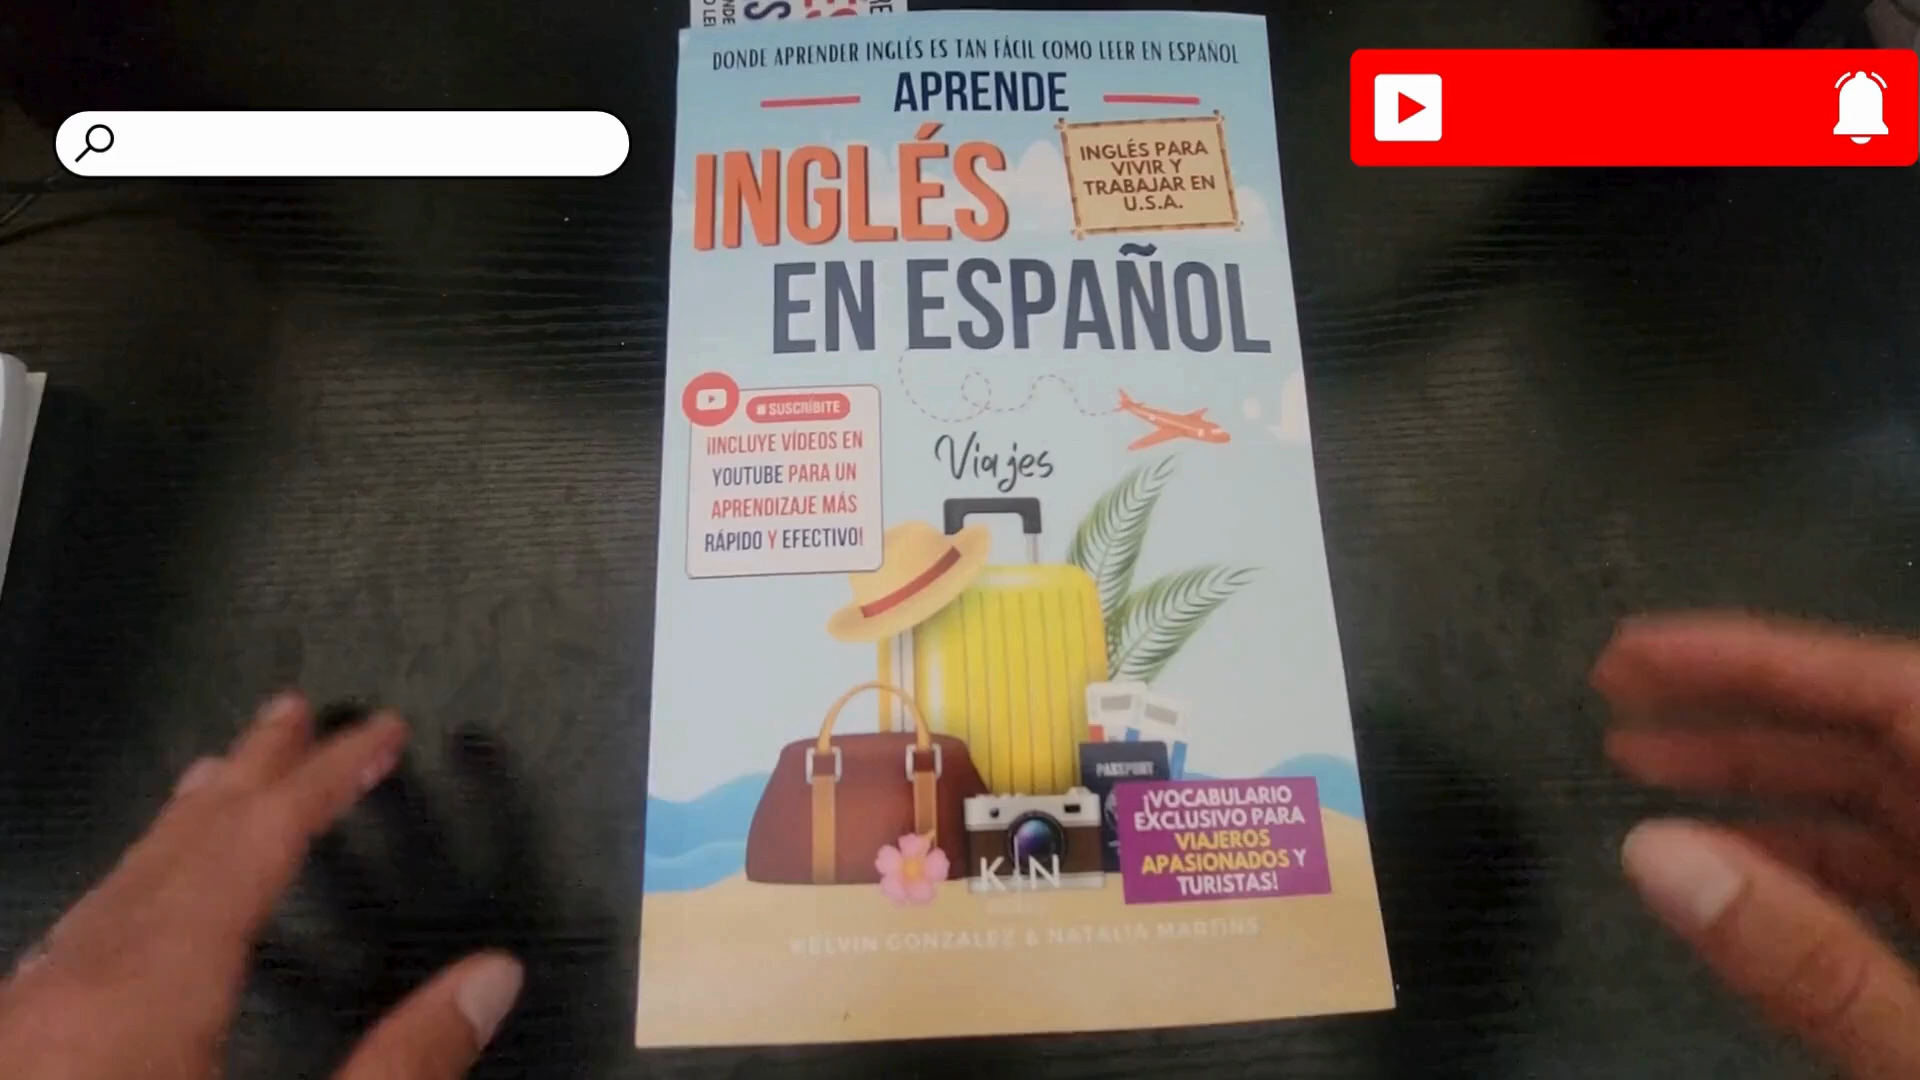 DONDE APRENDER INGLÉS ES TAN FÁCIL COMO LEER EN ESPAÑOL
APRENDE
INGLÉS
INGLÉS PARA
VIVIR Y
TRABAJAR EN
U.S.A.
EN ESPAÑOL
SUSCRÍBITE
¡INCLUYE VÍDEOS EN
YOUTUBE PARA UN
APRENDIZAJE MÁS
RÁPIDO Y EFECTIVO!
Viajes
PASSPORT
¡VOCABULARIO
EXCLUSIVO PARA
VIAJEROS
APASIONADOS Y
TURISTAS!
K N
KELVIN GONZALEZ & NATALIA MARTINS